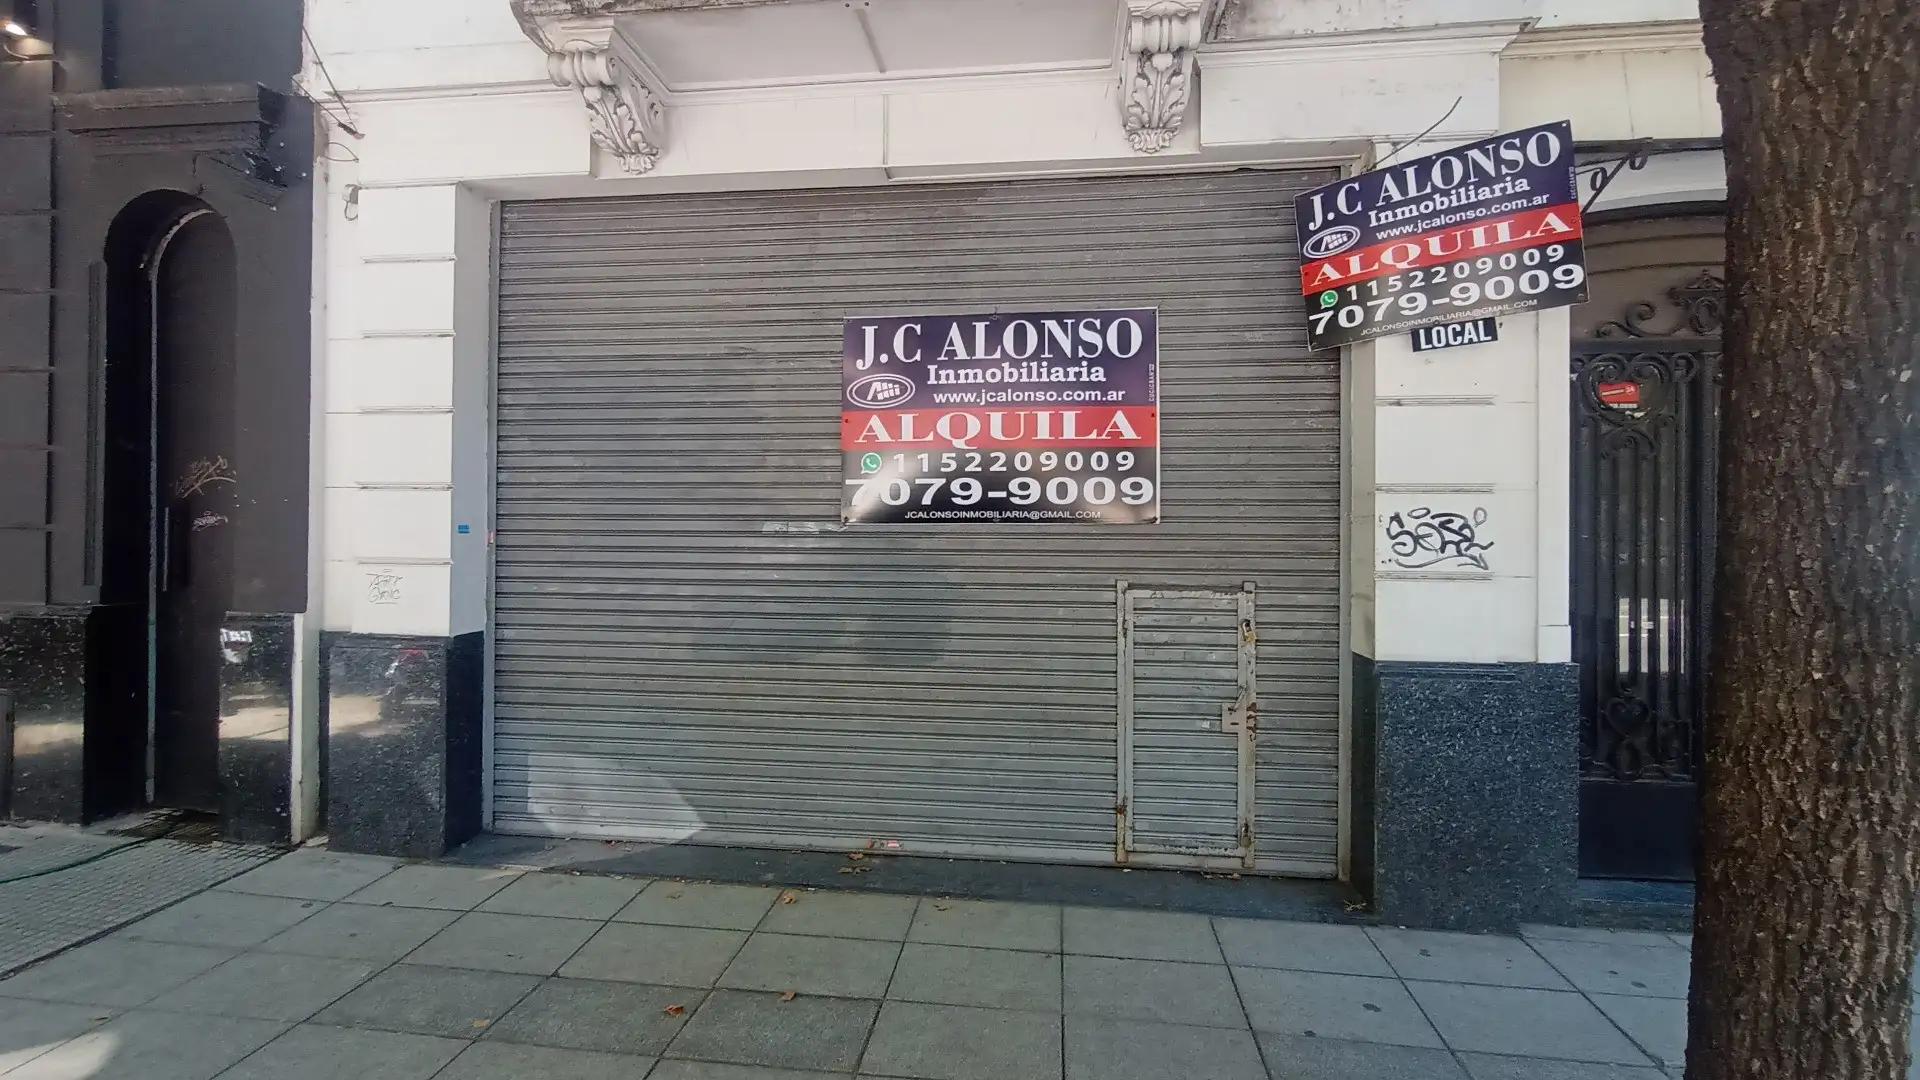 J.C ALONSO
Inmobiliaria
www.jcalonso.com.ar
ALQUILA
1152209009
7079-9009
JCALONSOINMOBILIARIA@GMAIL.COM
J.C ALONSO
Inmobiliaria
www.jcalonso.com.ar
ALQUILA
1152209009
7079-9009
JCALONSOINMOBILIARIA@GMAIL.COM
LOCAL